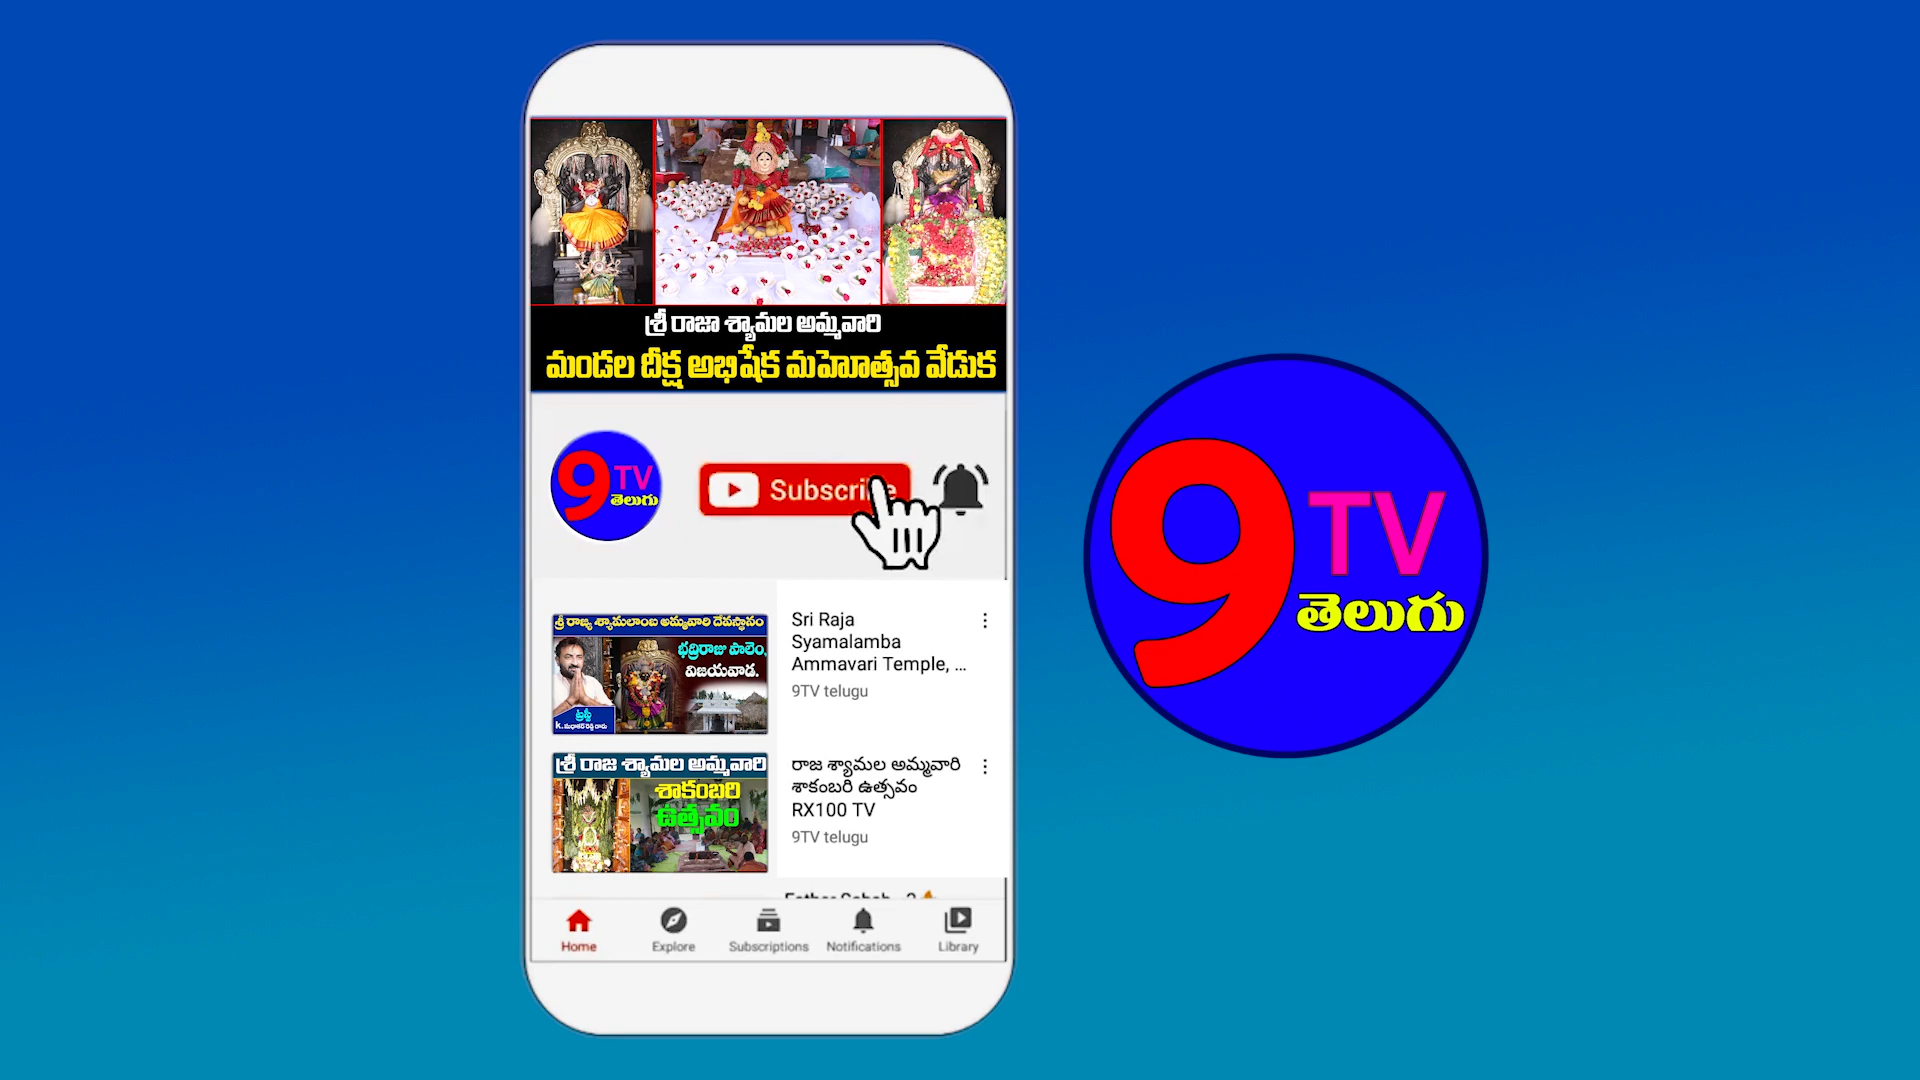 శ్రీ రాజా శ్యామల అమ్మవారి
మండల దీక్ష అభిషేక మహోత్సవ వేడుక
9 TV
తెలుగు
Subscribe
9 TV
తెలుగు
శ్రీ రాజ్య శ్యామలాంబ అమ్మవారి దేవస్థానం
భద్రిరాజు పాలెం,
విజయవాడ.
ట్రస్టీ
Sri Raja
Syamalamba
Ammavari Temple, ...
9TV telugu
శ్రీ రాజ శ్యామల అమ్మవారి
శాకంబరి
ఉత్సవం
రాజ శ్యామల అమ్మవారి
శాకంబరి ఉత్సవం
RX100 TV
9TV telugu
Home
Explore
Subscriptions
Notifications
Library